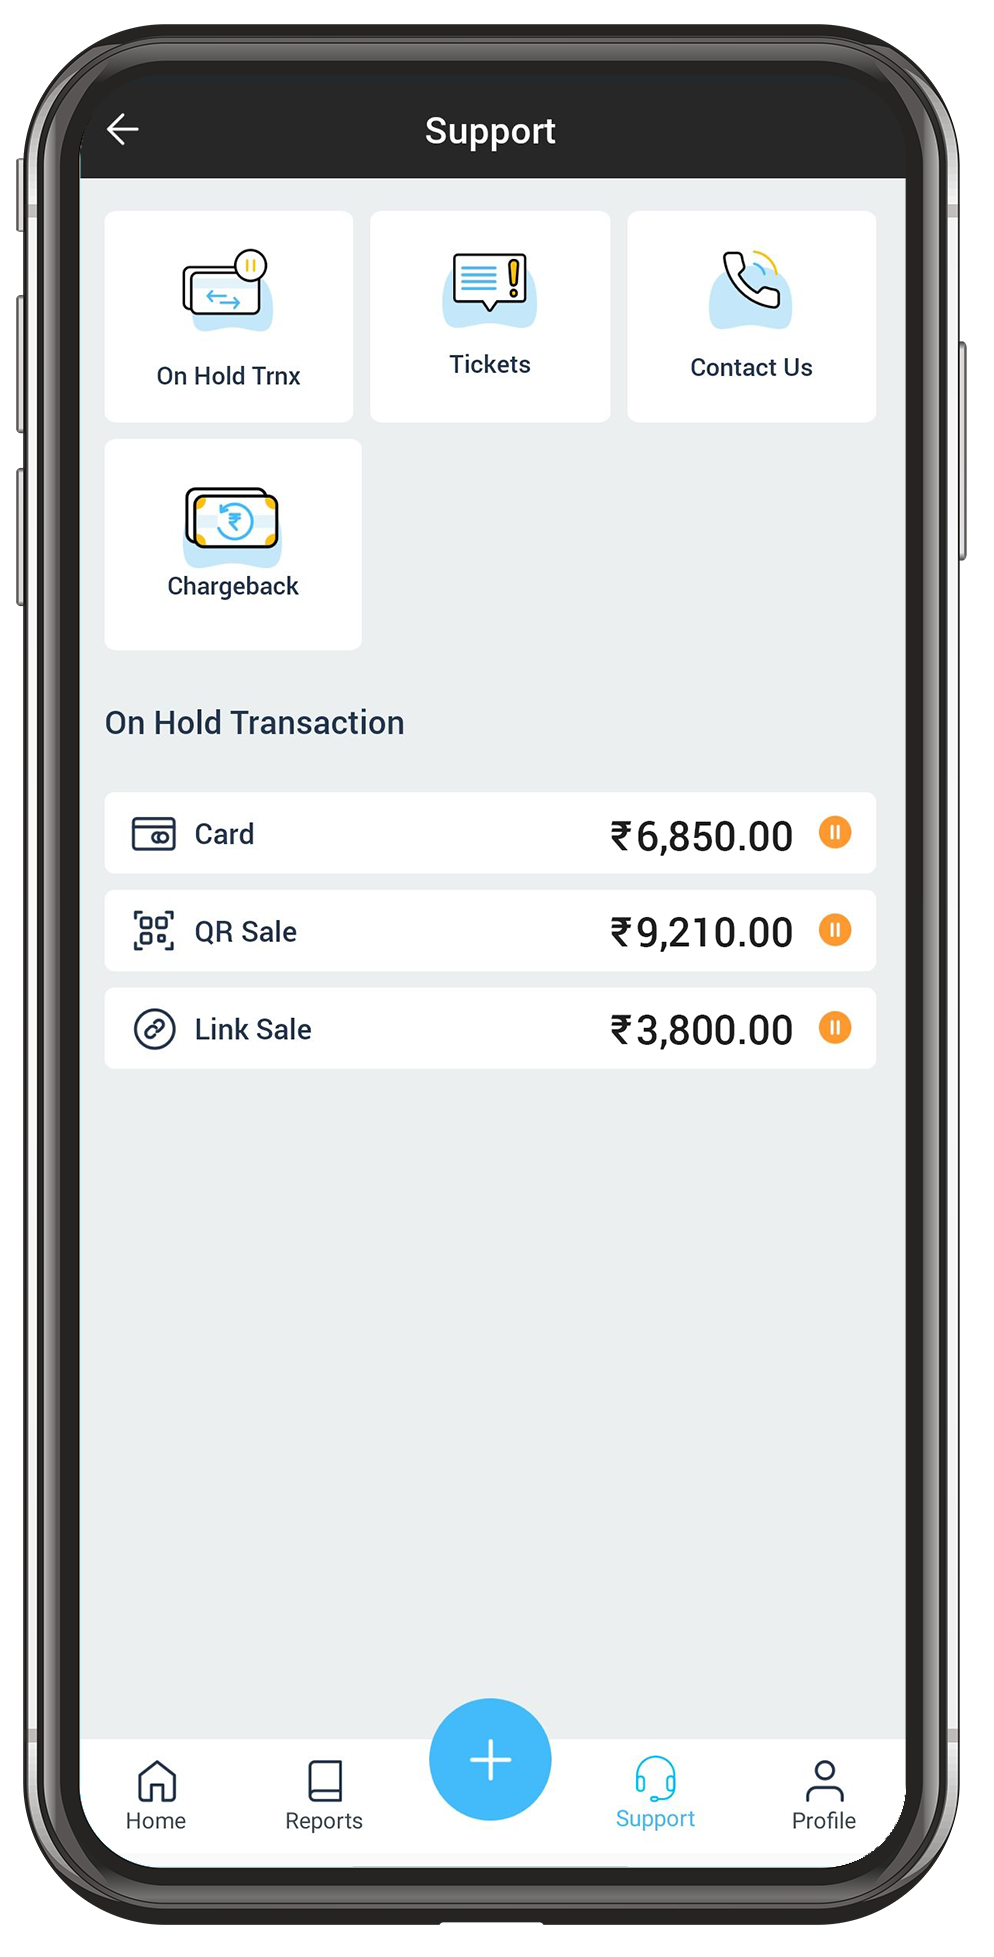 Support
On Hold Trnx
Tickets
Contact Us
Chargeback
On Hold Transaction
Card ₹6,850.00
QR Sale ₹9,210.00
Link Sale ₹3,800.00
Home
Reports
Support
Profile